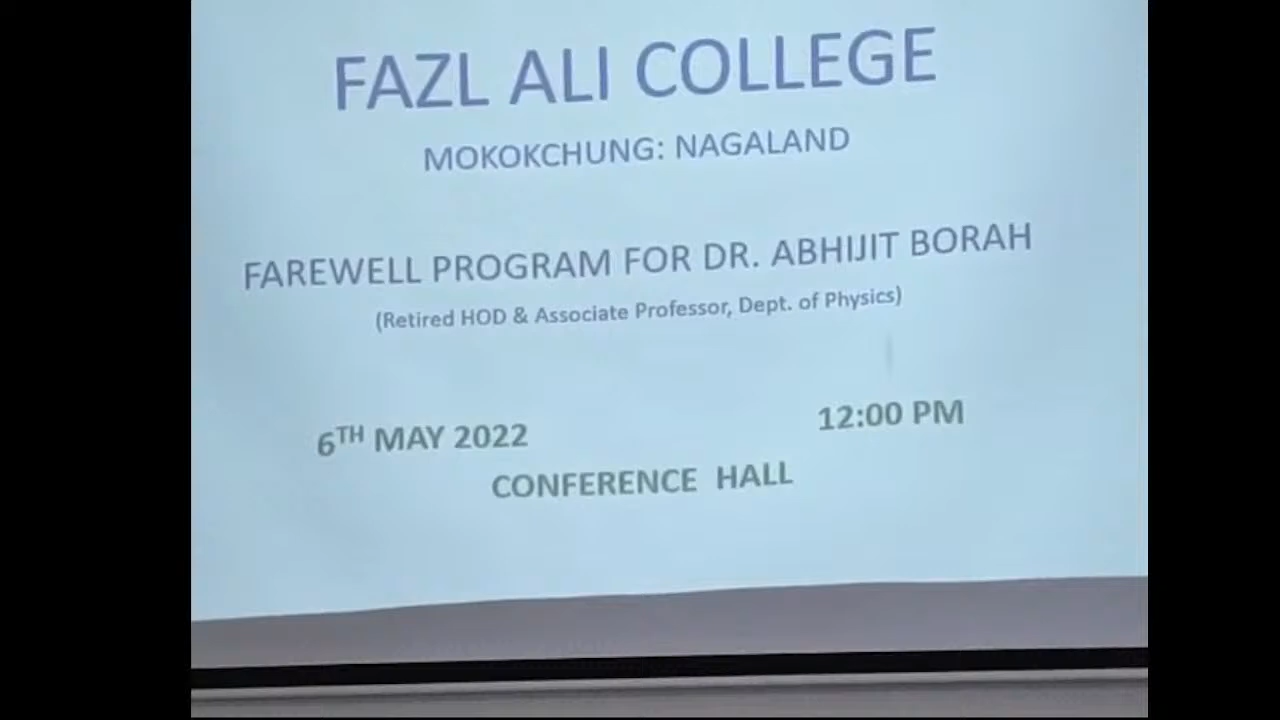 FAZL ALI COLLEGE
MOKOKCHUNG: NAGALAND
FAREWELL PROGRAM FOR DR. ABHIJIT BORAH
(Retired HOD & Associate Professor, Dept. of Physics)
6TH MAY 2022 12:00 PM
CONFERENCE HALL